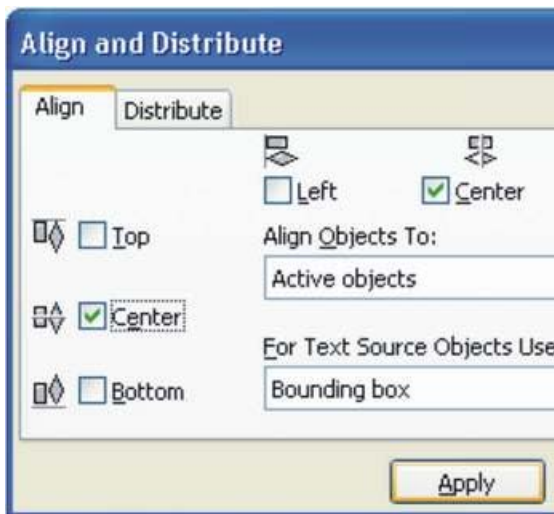 Align and Distribute
Align
Distribute
Left
Center
Top
Align Objects To:
Active objects
Center
For Text Source Objects Use
Bounding box
Bottom
Apply